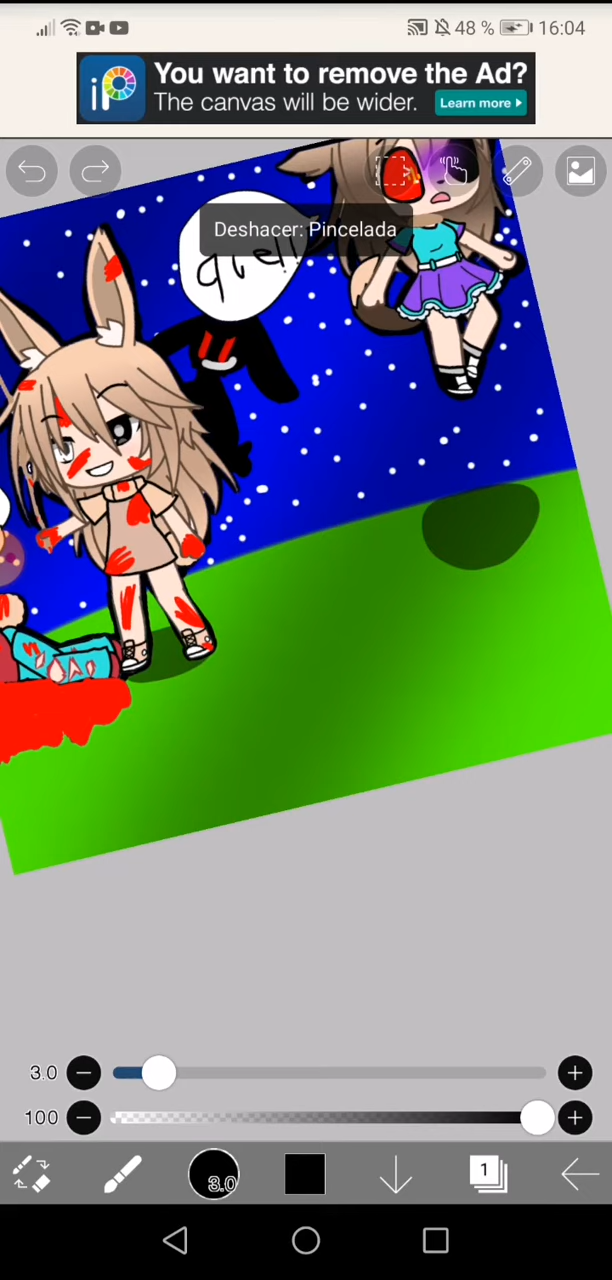 48 %
16:04
iP
You want to remove the Ad?
The canvas will be wider.
Learn more
Deshacer: Pincelada
3.0
100
3.0
1